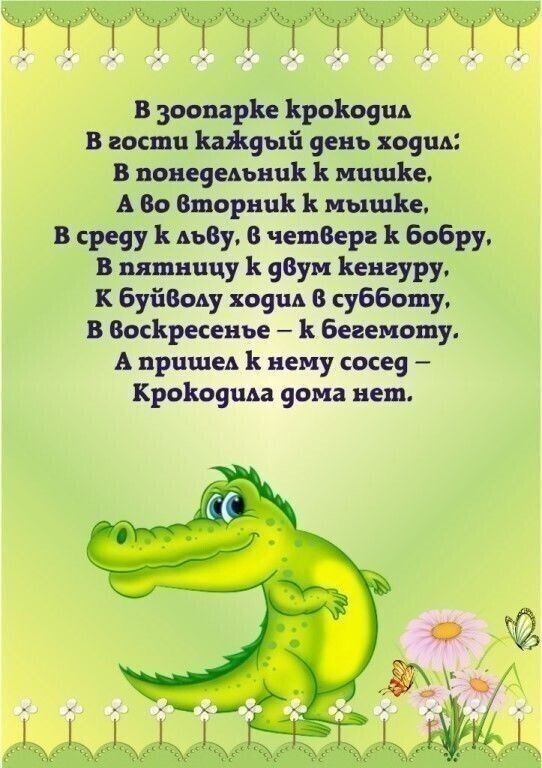 В зоопарке крокодил
В гости каждый день ходил:
В понедельник к мишке,
А во вторник к мышке,
В среду к льву, в четверг к бобру,
В пятницу к двум кенгуру,
К буйволу ходил в субботу,
В воскресенье – к бегемоту.
А пришел к нему сосед –
Крокодила дома нет.